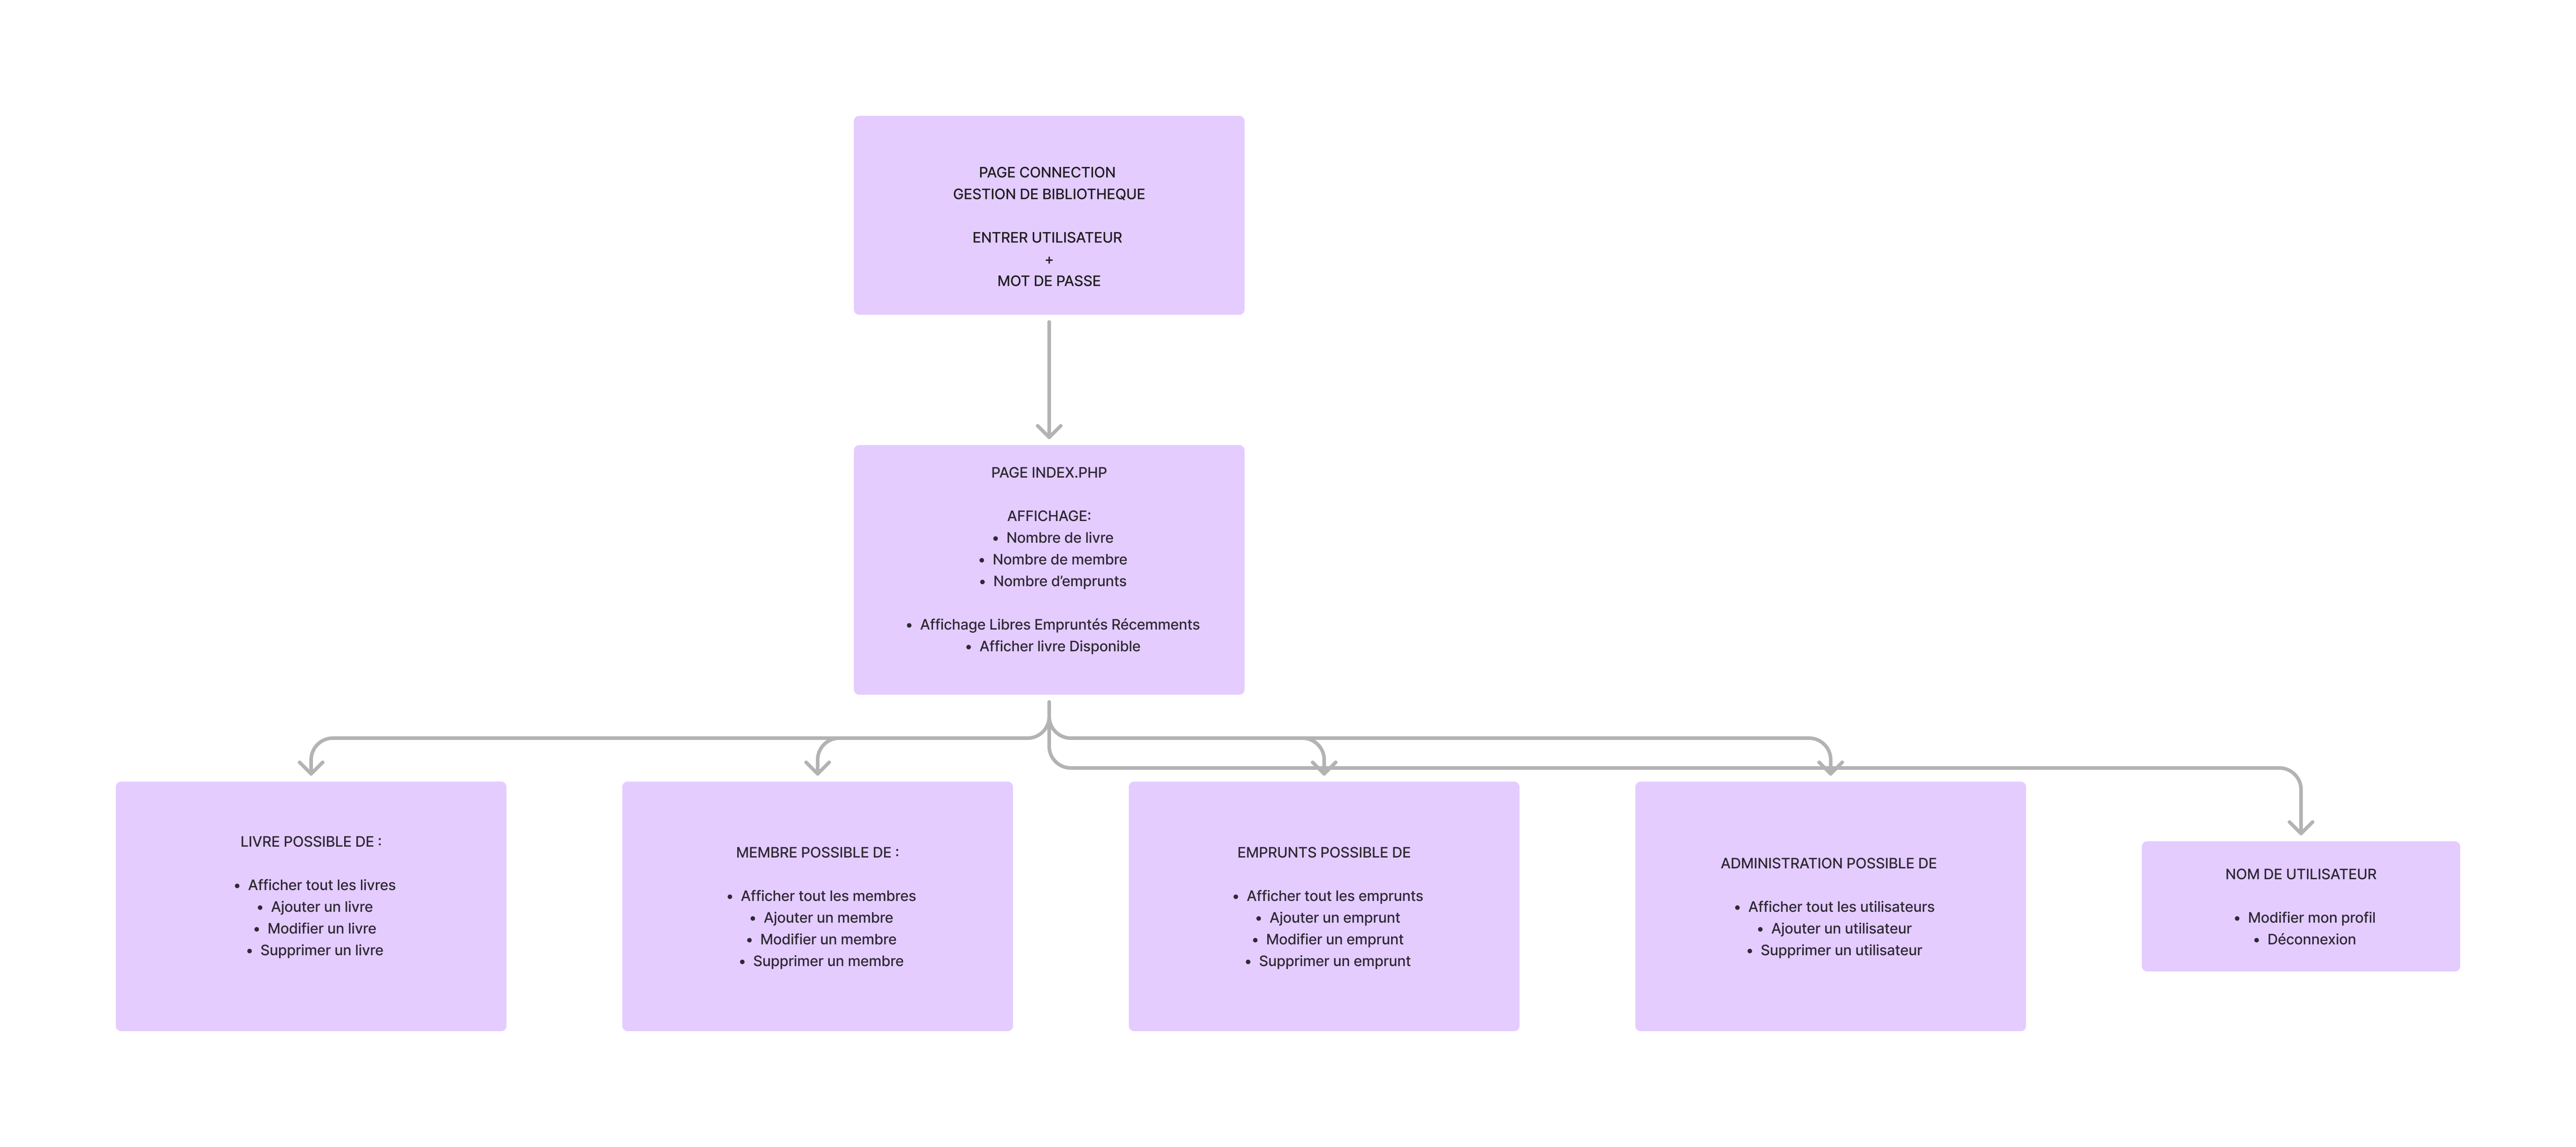 PAGE CONNECTION
GESTION DE BIBLIOTHEQUE
ENTRER UTILISATEUR
+
MOT DE PASSE
PAGE INDEX.PHP
AFFICHAGE:
• Nombre de livre
• Nombre de membre
• Nombre d’emprunts
• Affichage Libres Empruntés Récemments
• Afficher livre Disponible
LIVRE POSSIBLE DE :
• Afficher tout les livres
• Ajouter un livre
• Modifier un livre
• Supprimer un livre
MEMBRE POSSIBLE DE :
• Afficher tout les membres
• Ajouter un membre
• Modifier un membre
• Supprimer un membre
EMPRUNTS POSSIBLE DE
• Afficher tout les emprunts
• Ajouter un emprunt
• Modifier un emprunt
• Supprimer un emprunt
ADMINISTRATION POSSIBLE DE
• Afficher tout les utilisateurs
• Ajouter un utilisateur
• Supprimer un utilisateur
NOM DE UTILISATEUR
• Modifier mon profil
• Déconnexion